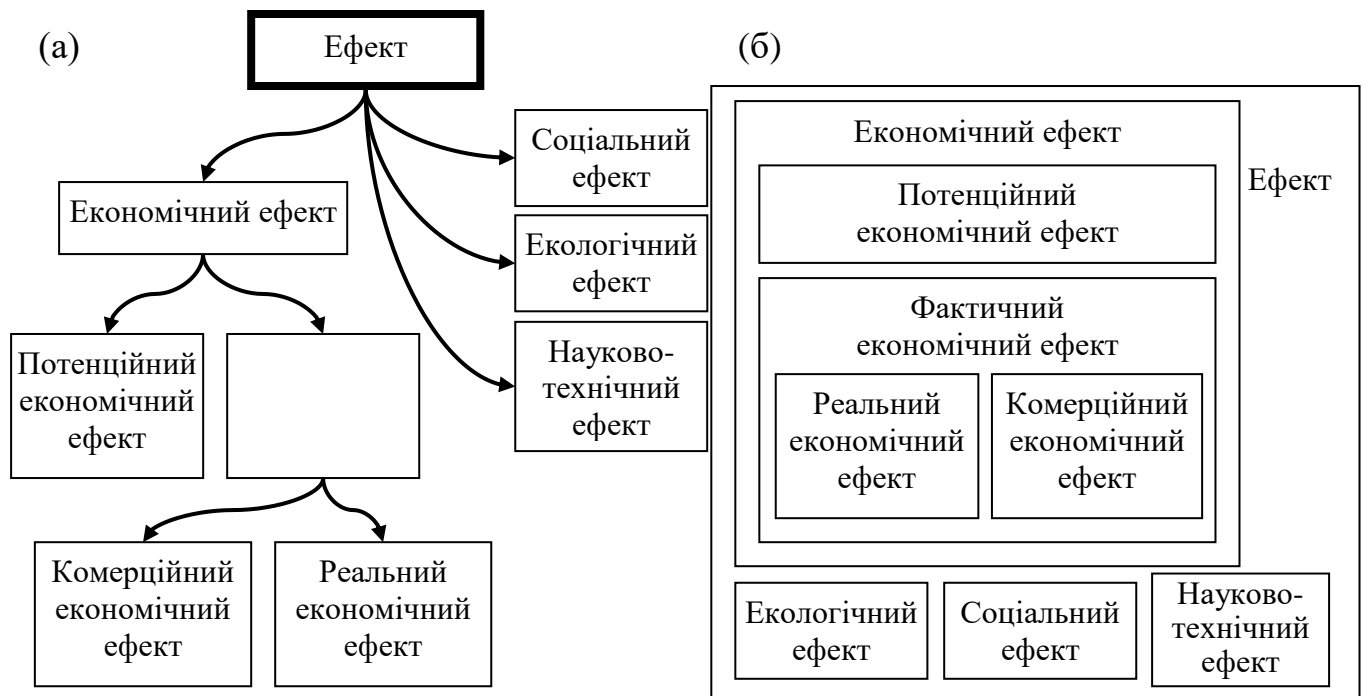 (а)
Ефект
Соціальний
ефект
Економічний ефект
Екологічний
ефект
Науково-
технічний
ефект
Потенційний
економічний
ефект
Комерційний
економічний
ефект
Реальний
економічний
ефект
(б)
Економічний ефект
Ефект
Потенційний
економічний ефект
Фактичний
економічний ефект
Реальний
економічний
ефект
Комерційний
економічний
ефект
Екологічний
ефект
Соціальний
ефект
Науково-
технічний
ефект